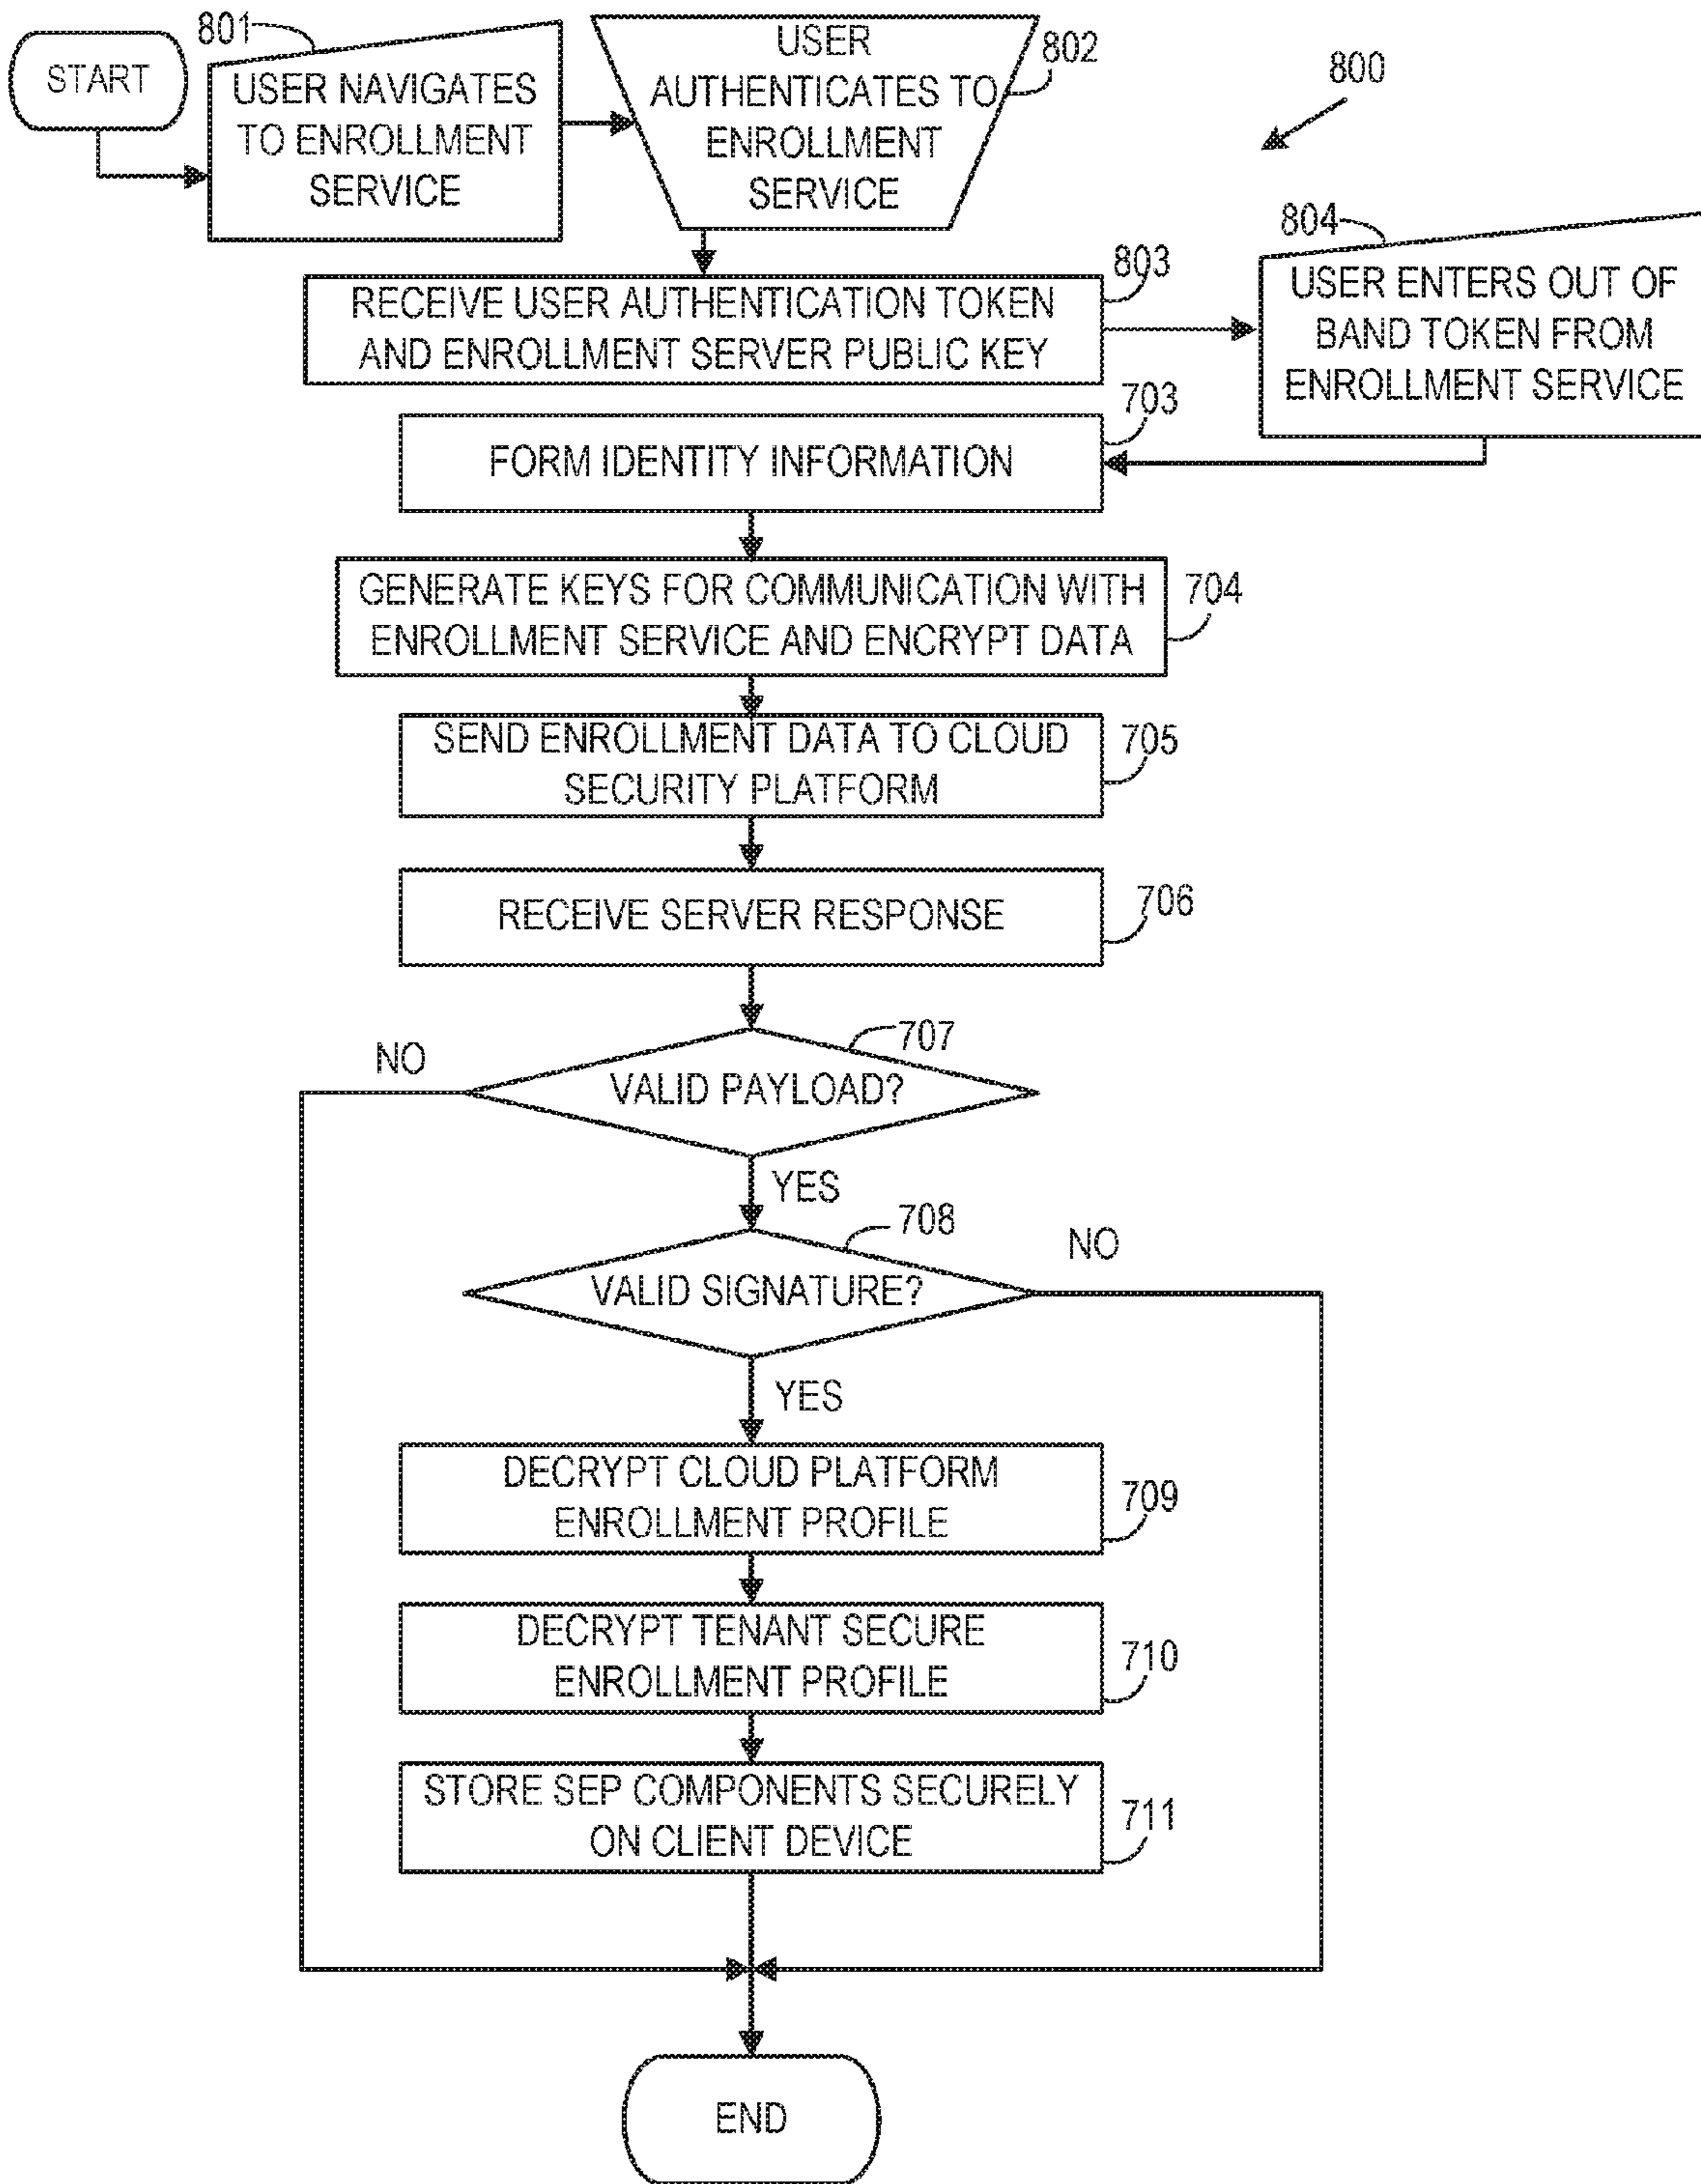 START
801
USER NAVIGATES
TO ENROLLMENT
SERVICE
USER
AUTHENTICATES TO
ENROLLMENT
SERVICE
802
800
803
RECEIVE USER AUTHENTICATION TOKEN
AND ENROLLMENT SERVER PUBLIC KEY
804
USER ENTERS OUT OF
BAND TOKEN FROM
ENROLLMENT SERVICE
703
FORM IDENTITY INFORMATION
GENERATE KEYS FOR COMMUNICATION WITH
ENROLLMENT SERVICE AND ENCRYPT DATA
704
SEND ENROLLMENT DATA TO CLOUD
SECURITY PLATFORM
705
RECEIVE SERVER RESPONSE
706
707
NO
VALID PAYLOAD?
YES
708
NO
VALID SIGNATURE?
YES
DECRYPT CLOUD PLATFORM
ENROLLMENT PROFILE
709
DECRYPT TENANT SECURE
ENROLLMENT PROFILE
710
STORE SEP COMPONENTS SECURELY
ON CLIENT DEVICE
711
END